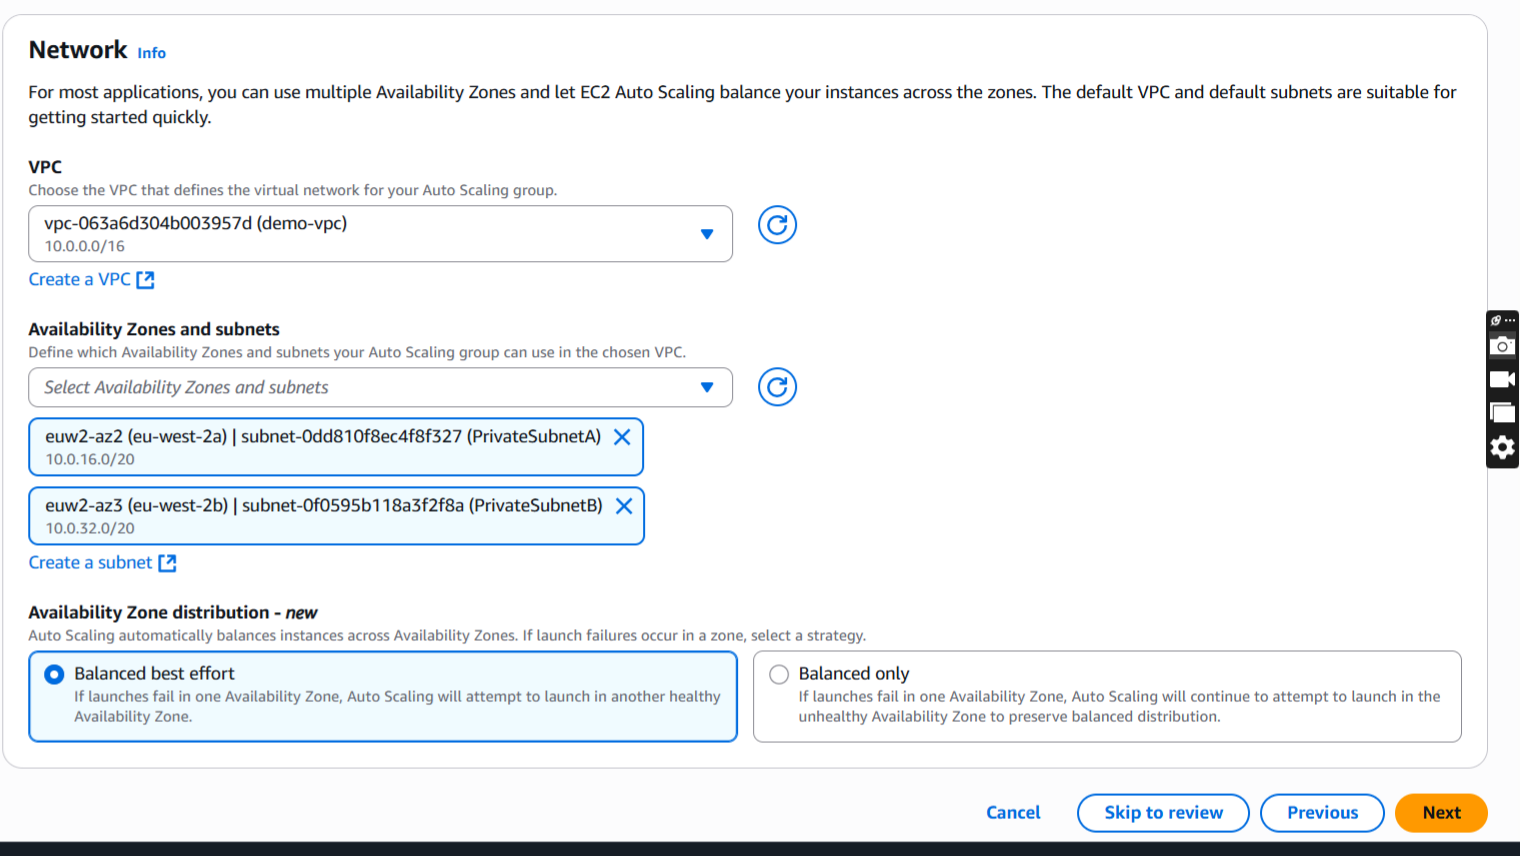 Network Info
For most applications, you can use multiple Availability Zones and let EC2 Auto Scaling balance your instances across the zones. The default VPC and default subnets are suitable for
getting started quickly.
VPC
Choose the VPC that defines the virtual network for your Auto Scaling group.
vpc-063a6d304b003957d (demo-vpc)
10.0.0.0/16
Create a VPC
Availability Zones and subnets
Define which Availability Zones and subnets your Auto Scaling group can use in the chosen VPC.
Select Availability Zones and subnets
euw2-az2 (eu-west-2a) | subnet-0dd810f8ec4f8f327 (PrivateSubnetA)
10.0.16.0/20
euw2-az3 (eu-west-2b) | subnet-0f0595b118a3f2f8a (PrivateSubnetB)
10.0.32.0/20
Create a subnet
Availability Zone distribution - new
Auto Scaling automatically balances instances across Availability Zones. If launch failures occur in a zone, select a strategy.
Balanced best effort
If launches fail in one Availability Zone, Auto Scaling will attempt to launch in another healthy
Availability Zone.
Balanced only
If launches fail in one Availability Zone, Auto Scaling will continue to attempt to launch in the
unhealthy Availability Zone to preserve balanced distribution.
Cancel
Skip to review
Previous
Next